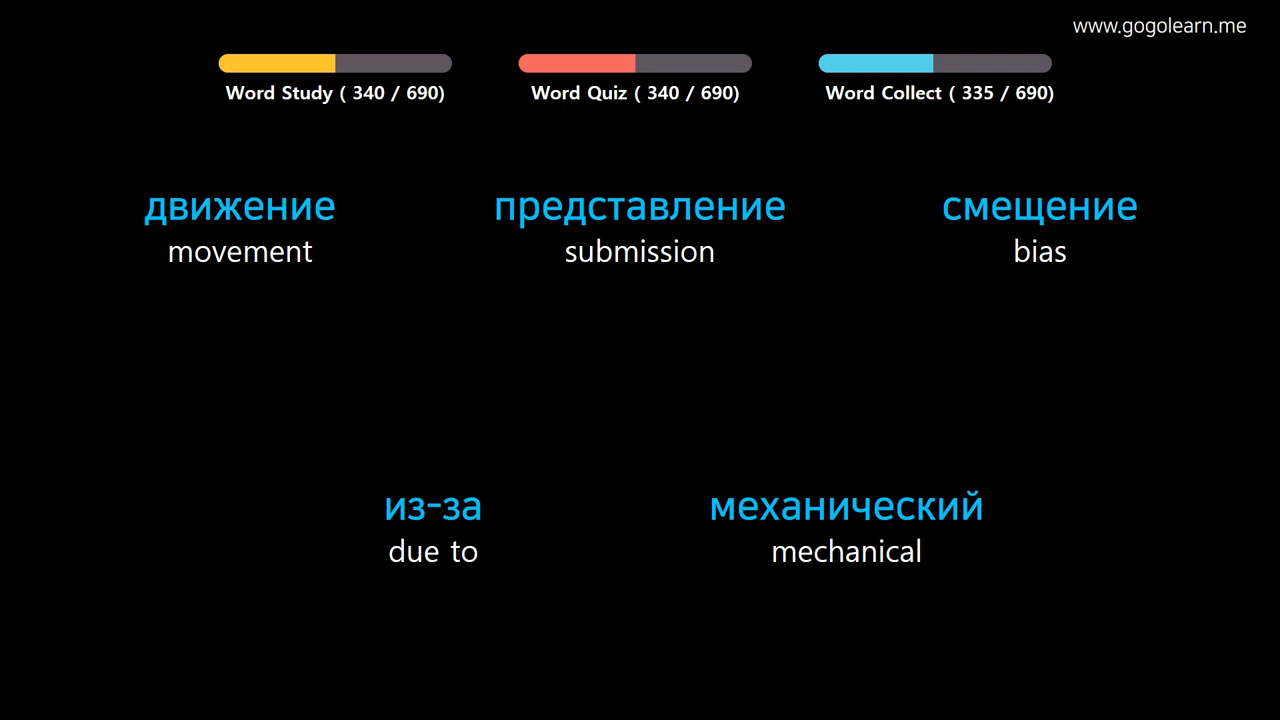 www.gogolearn.me
Word Study ( 340 / 690)
Word Quiz ( 340 / 690)
Word Collect ( 335 / 690)
движение
movement
представление
submission
смещение
bias
из-за
due to
механический
mechanical